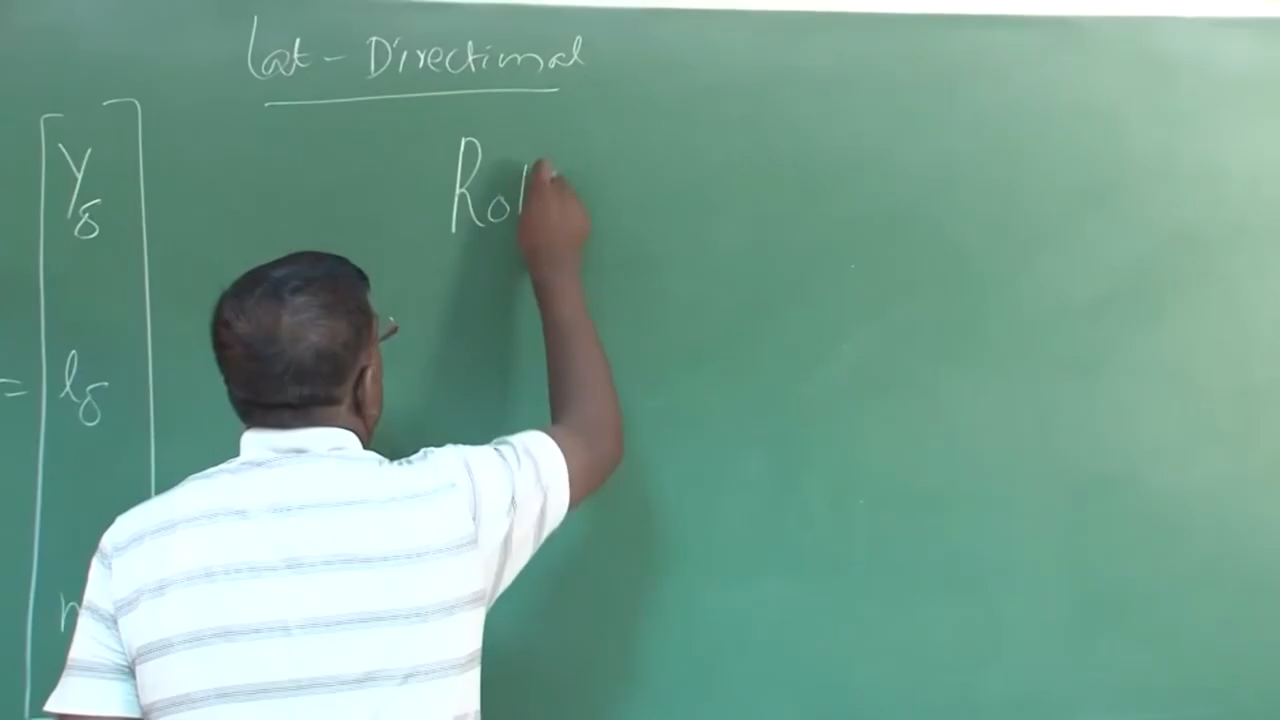 Lat - Directional
Rol
Yδ
= lδ
n